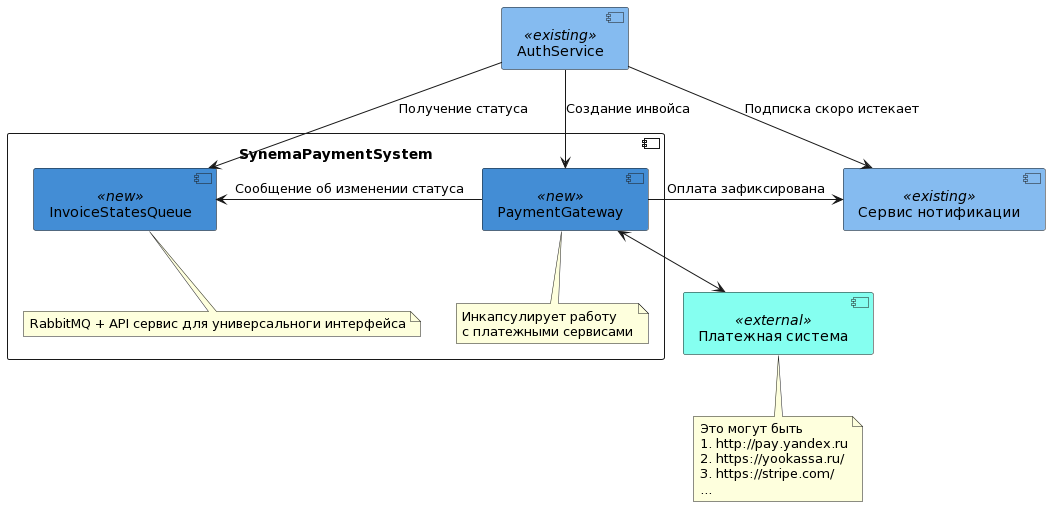 «existing»
AuthService
Получение статуса
Создание инвойса
Подписка скоро истекает
SynemaPaymentSystem
«new»
InvoiceStatesQueue
Сообщение об изменении статуса
«new»
PaymentGateway
Оплата зафиксирована
«existing»
Сервис нотификации
RabbitMQ + API сервис для универсальноги интерфейса
Инкапсулирует работу
с платежными сервисами
«external»
Платежная система
Это могут быть
1. http://pay.yandex.ru
2. https://yookassa.ru/
3. https://stripe.com/
...